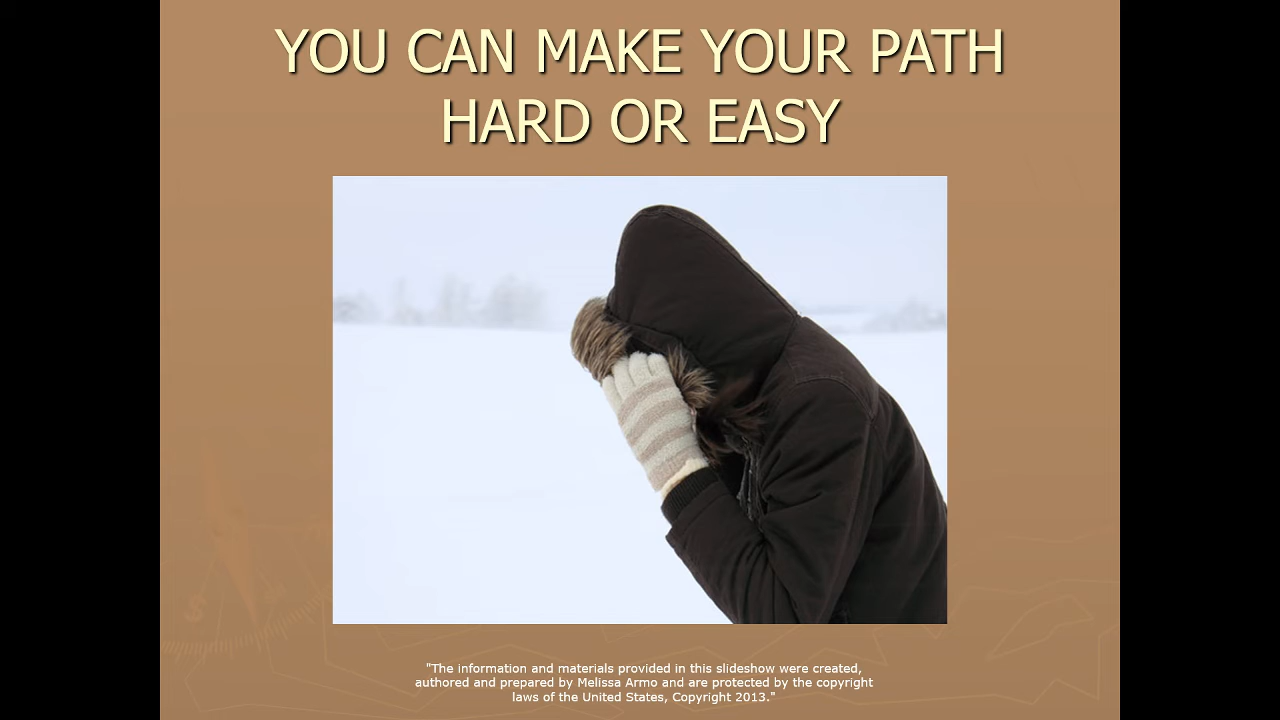 YOU CAN MAKE YOUR PATH
HARD OR EASY
"The information and materials provided in this slideshow were created,
authored and prepared by Melissa Armo and are protected by the copyright
laws of the United States, Copyright 2013."